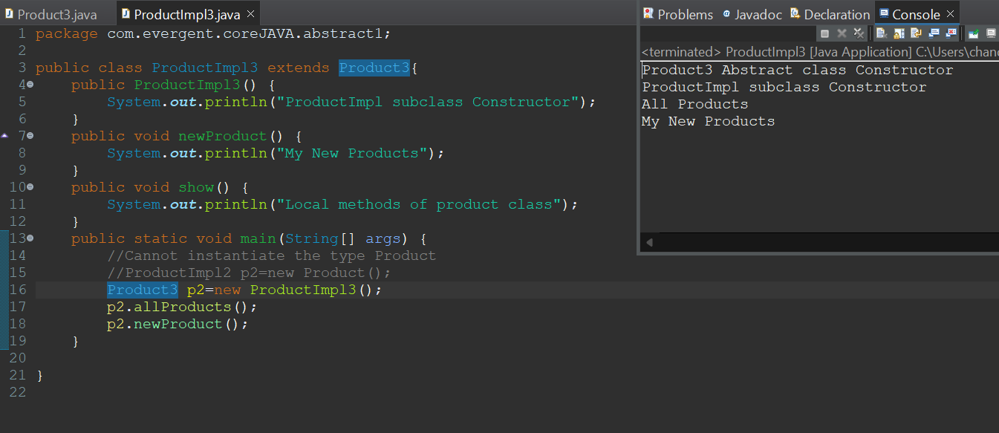 Product3.java ProductImpl3.java
1 package com.evergent.coreJAVA.abstract1;
2
3 public class ProductImpl3 extends Product3{
4 public ProductImpl3() {
5 System.out.println("ProductImpl subclass Constructor");
6 }
7 public void newProduct() {
8 System.out.println("My New Products");
9 }
10 public void show() {
11 System.out.println("Local methods of product class");
12 }
13 public static void main(String[] args) {
14 //Cannot instantiate the type Product
15 //ProductImpl2 p2=new Product();
16 Product3 p2=new ProductImpl3();
17 p2.allProducts();
18 p2.newProduct();
19 }
20
21 }
22
Problems Javadoc Declaration Console
<terminated> ProductImpl3 [Java Application] C:\Users\chand
Product3 Abstract class Constructor
ProductImpl subclass Constructor
All Products
My New Products